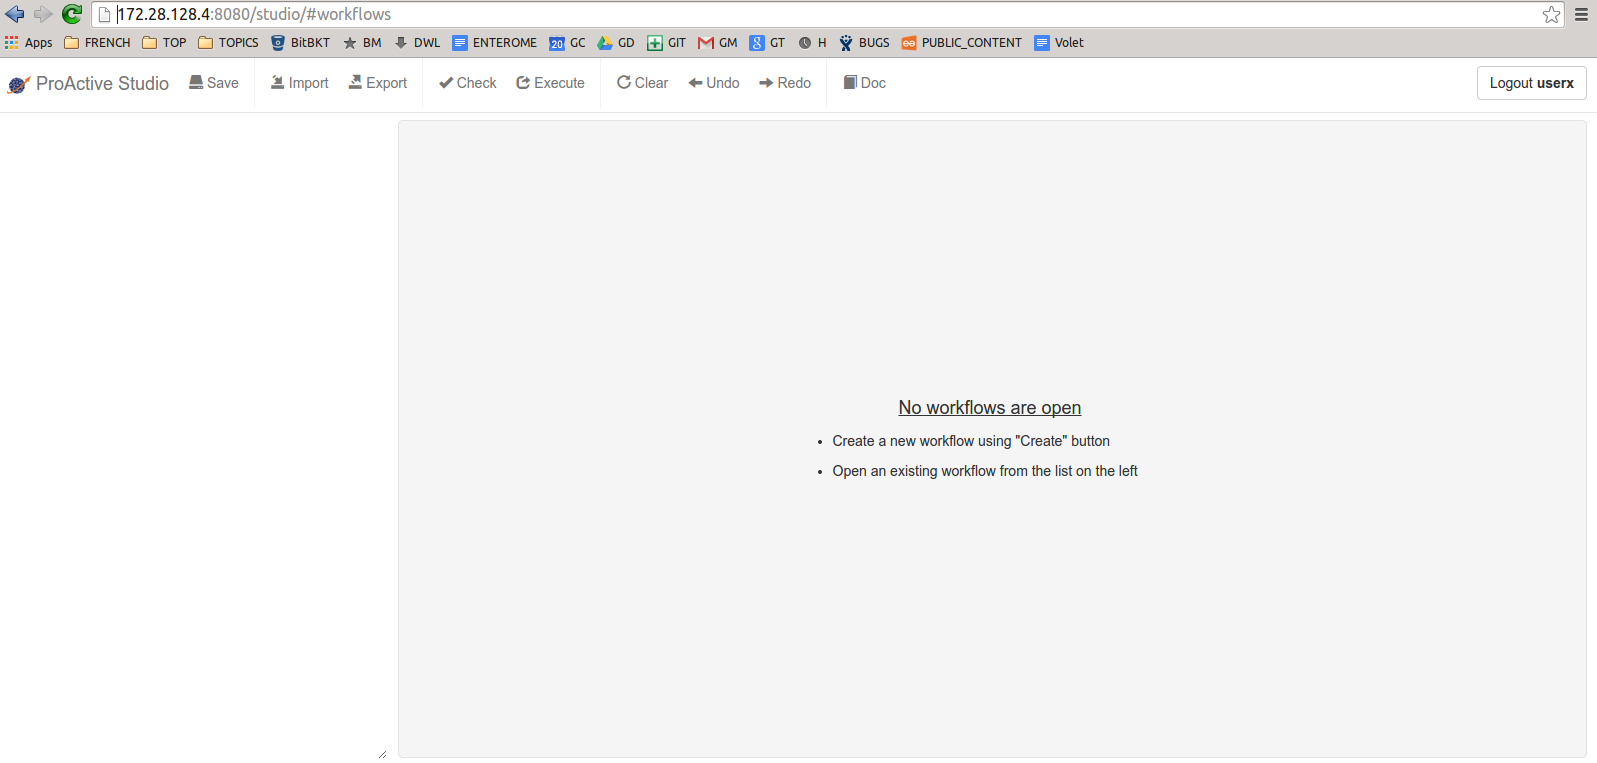 172.28.128.4:8080/studio/#workflows
Apps FRENCH TOP TOPICS BitBKT BM DWL ENTEROME 20 GC GD GIT GM 8 GT H BUGS PUBLIC_CONTENT Volet
ProActive Studio Save Import Export Check Execute Clear Undo Redo Doc Logout userx
No workflows are open
• Create a new workflow using "Create" button
• Open an existing workflow from the list on the left